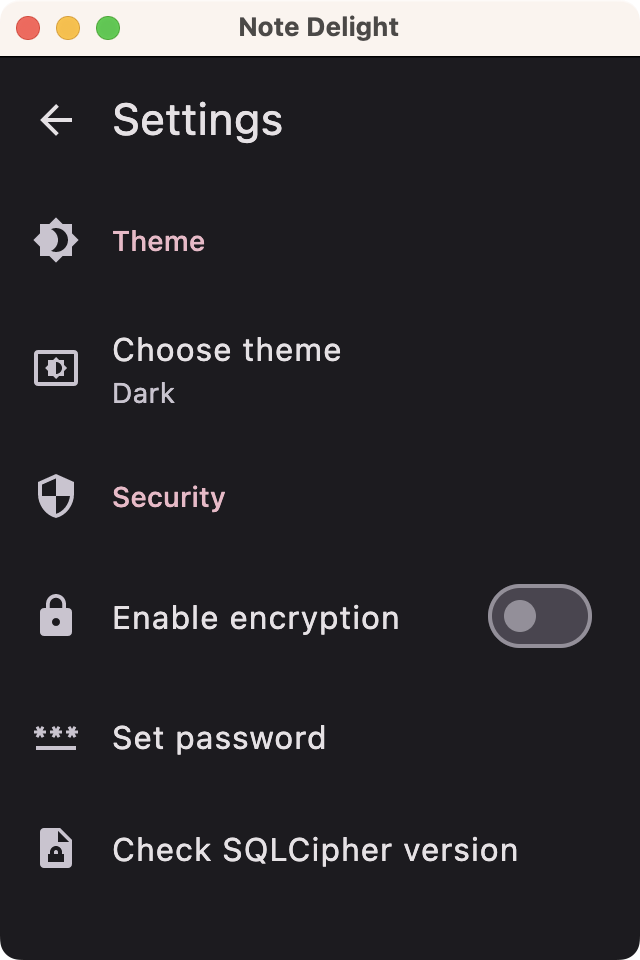 Note Delight
Settings
Theme
Choose theme
Dark
Security
Enable encryption
***
Set password
Check SQLCipher version